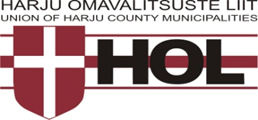 HARJU OMAVALITSUSTE LIIT
UNION OF HARJU COUNTY MUNICIPALITIES
HOL